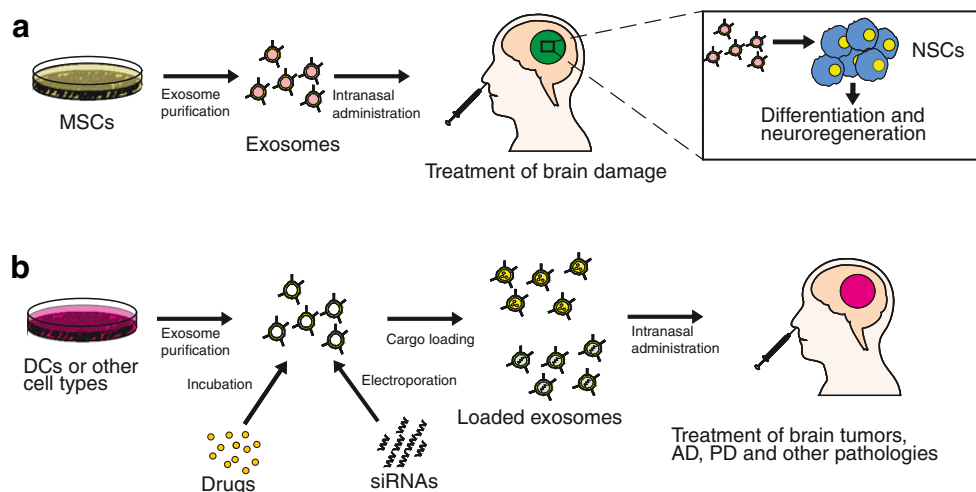 a
MSCs
Exosome
purification
Exosomes
Intranasal
administration
Treatment of brain damage
NSCs
Differentiation and
neuroregeneration
b
DCs or other
cell types
Exosome
purification
Incubation
Drugs
Electroporation
siRNAs
Cargo loading
Loaded exosomes
Intranasal
administration
Treatment of brain tumors,
AD, PD and other pathologies